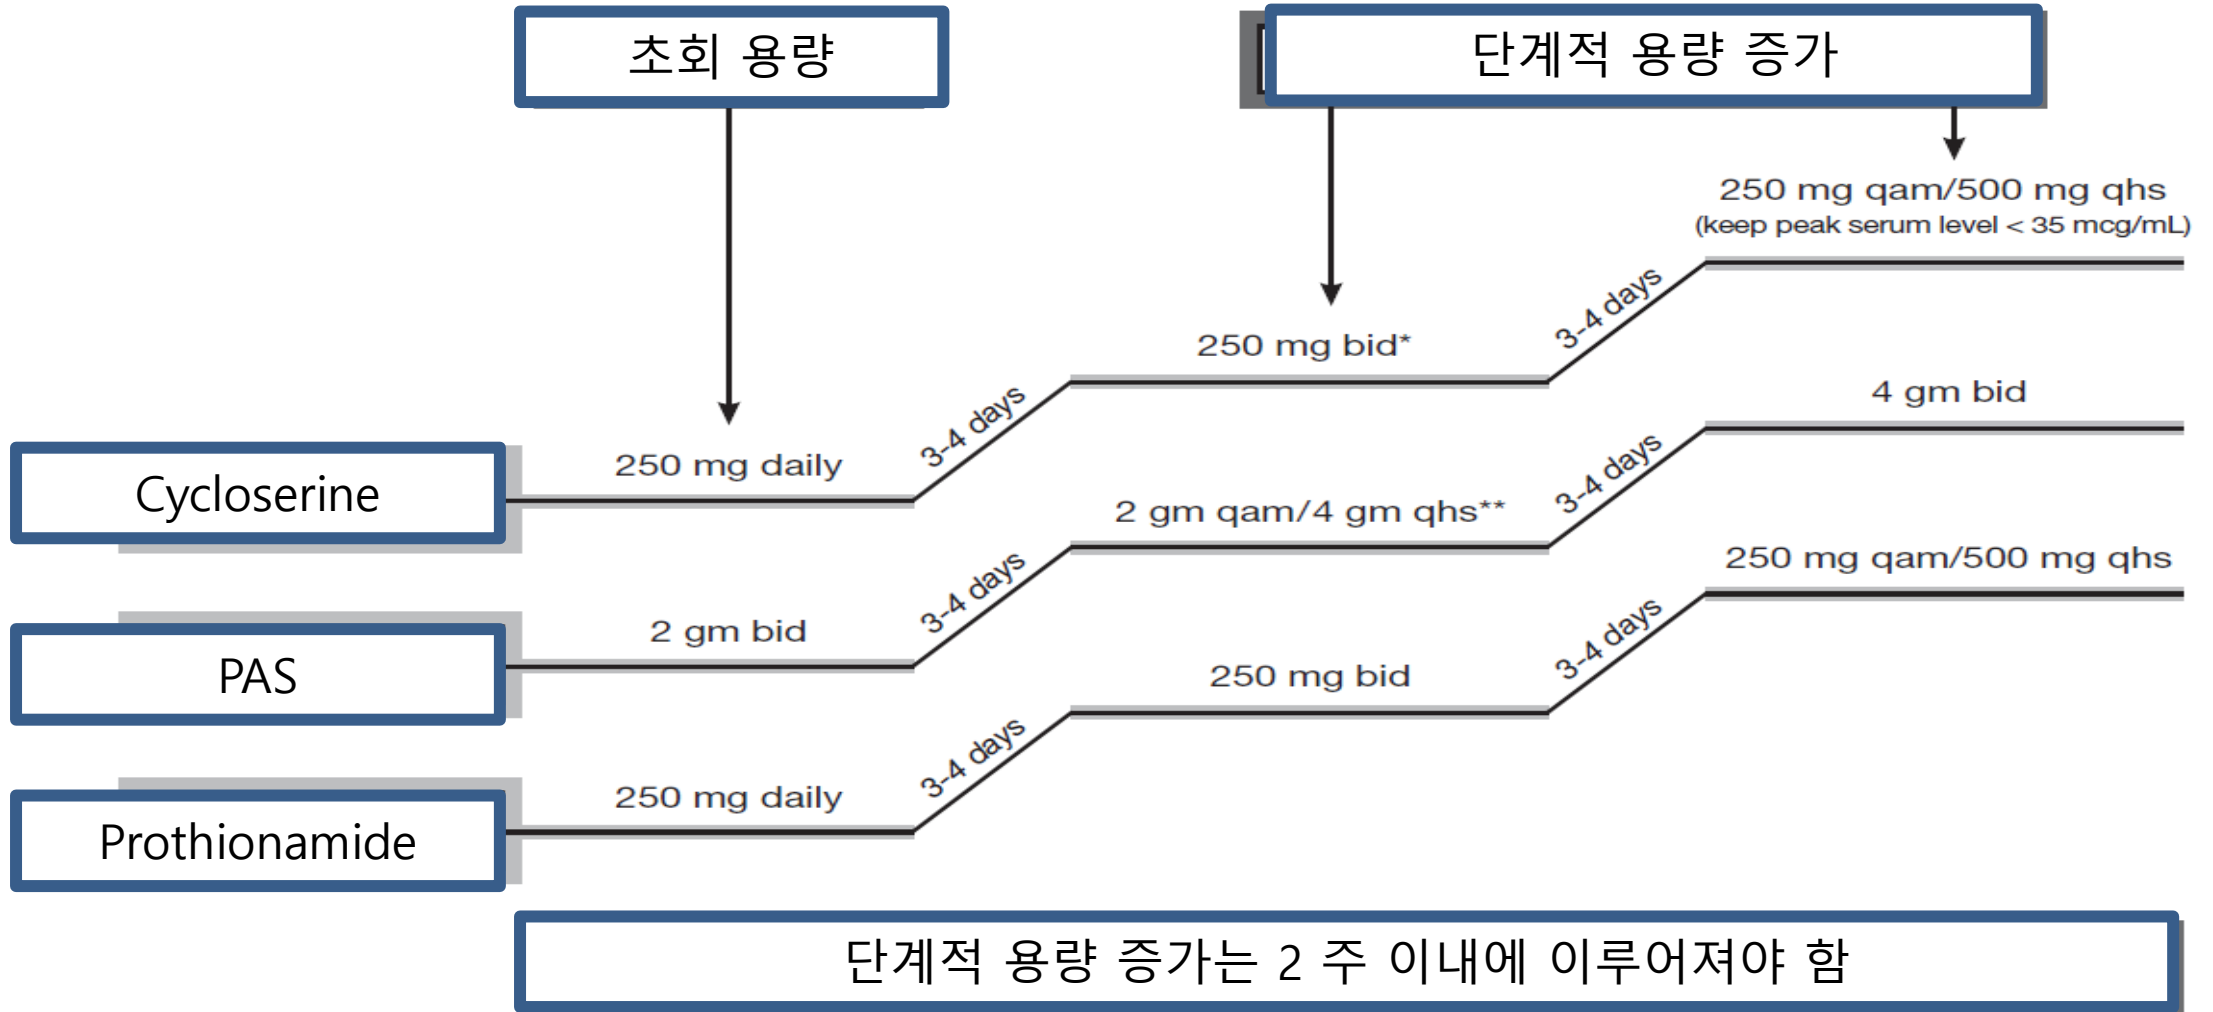 초회 용량
단계적 용량 증가
250 mg qam/500 mg qhs
(keep peak serum level < 35 mcg/mL)
3-4 days
250 mg bid*
3-4 days
250 mg daily
Cycloserine
4 gm bid
3-4 days
2 gm qam/4 gm qhs**
3-4 days
2 gm bid
PAS
250 mg qam/500 mg qhs
3-4 days
250 mg bid
3-4 days
250 mg daily
Prothionamide
단계적 용량 증가는 2 주 이내에 이루어져야 함